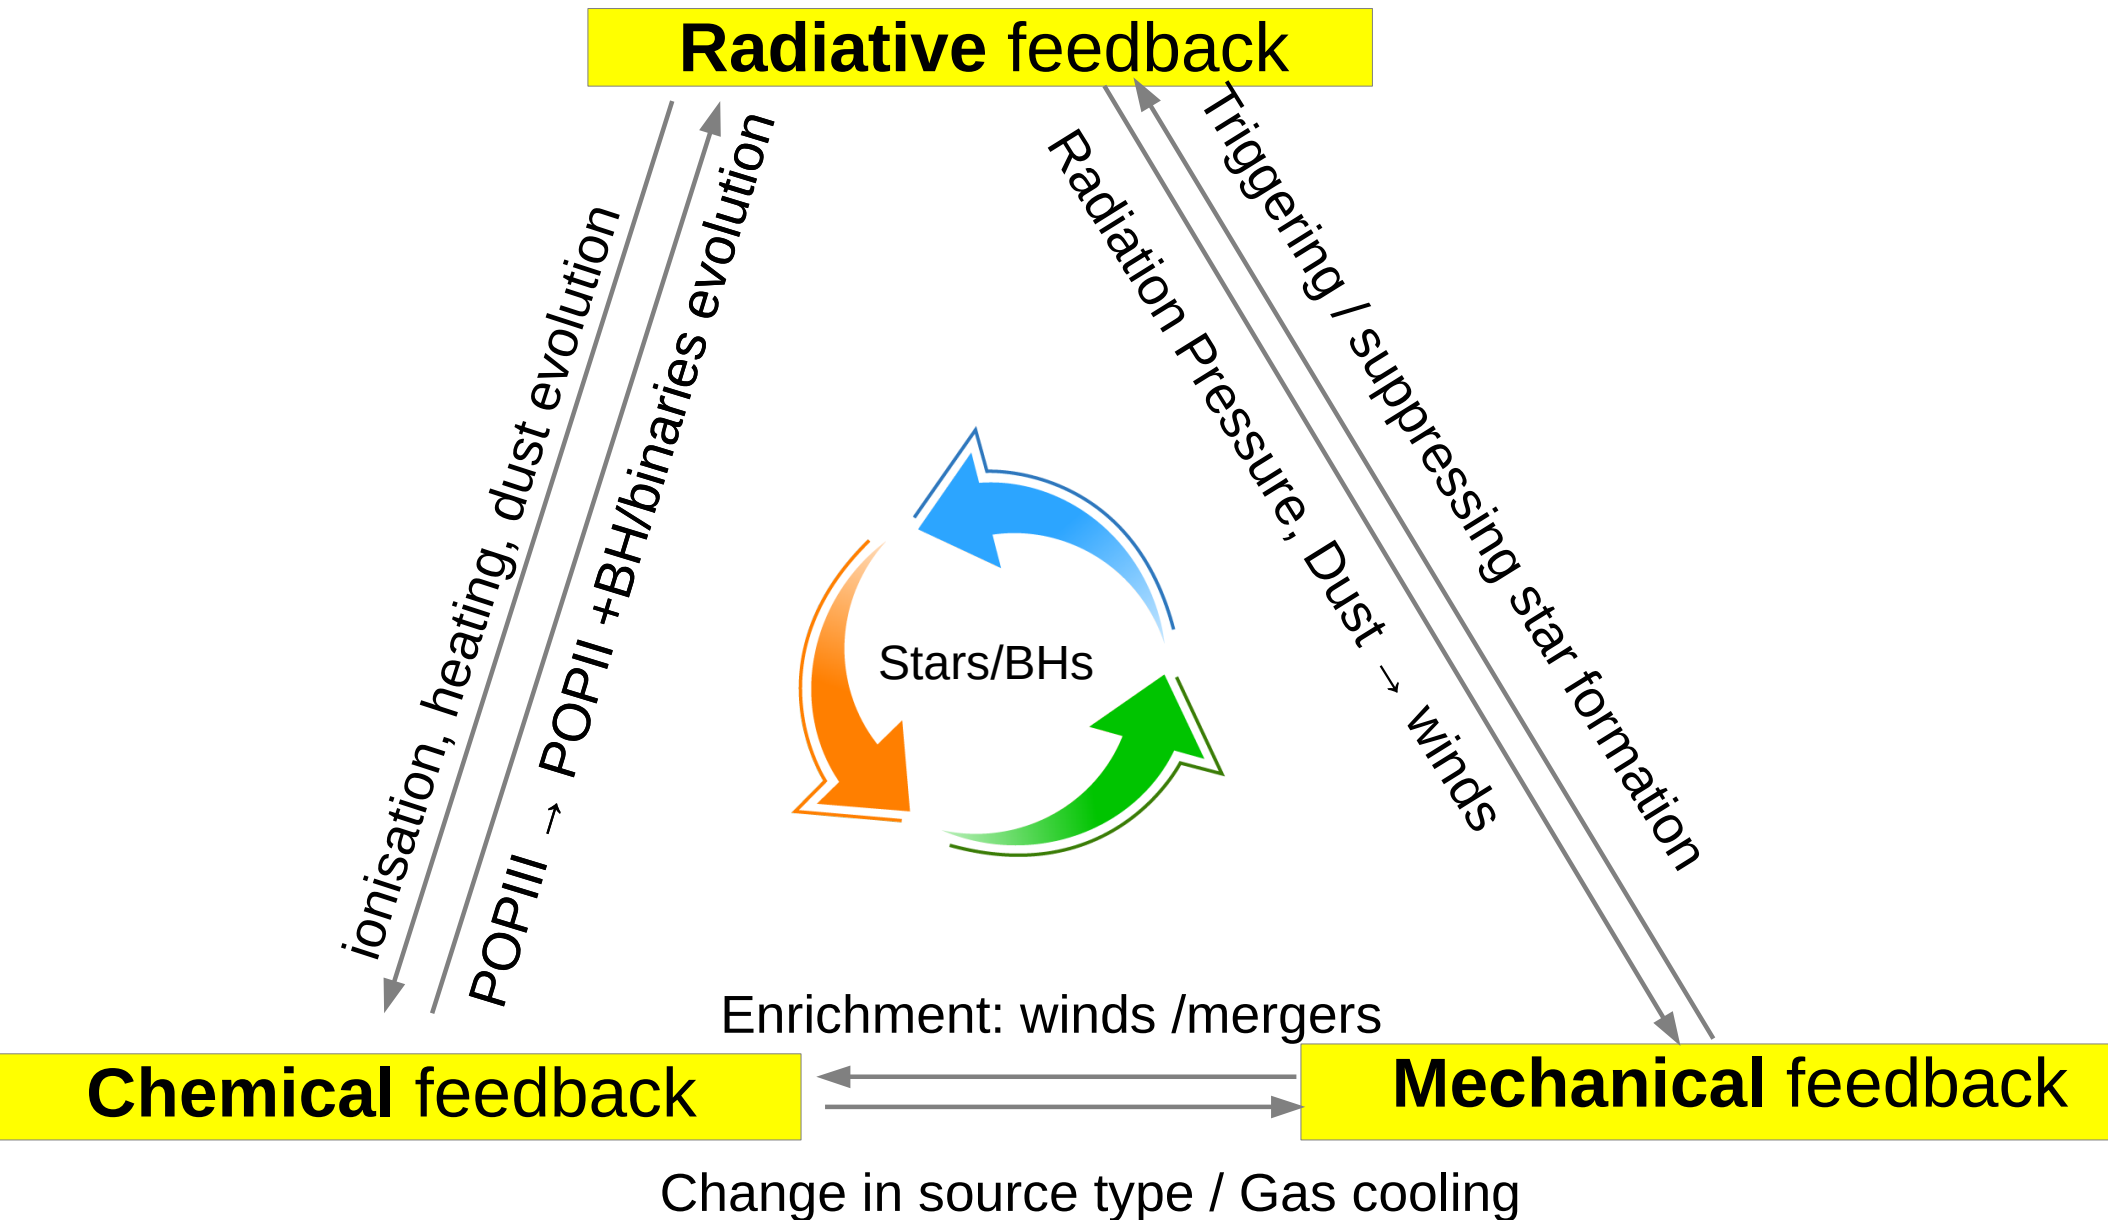 Radiative feedback
ionisation, heating, dust evolution
POPIII → POPII +BH/binaries evolution
Radiation Pressure, Dust → winds
Triggering / suppressing star formation
Stars/BHs
Enrichment: winds /mergers
Chemical feedback
Mechanical feedback
Change in source type / Gas cooling